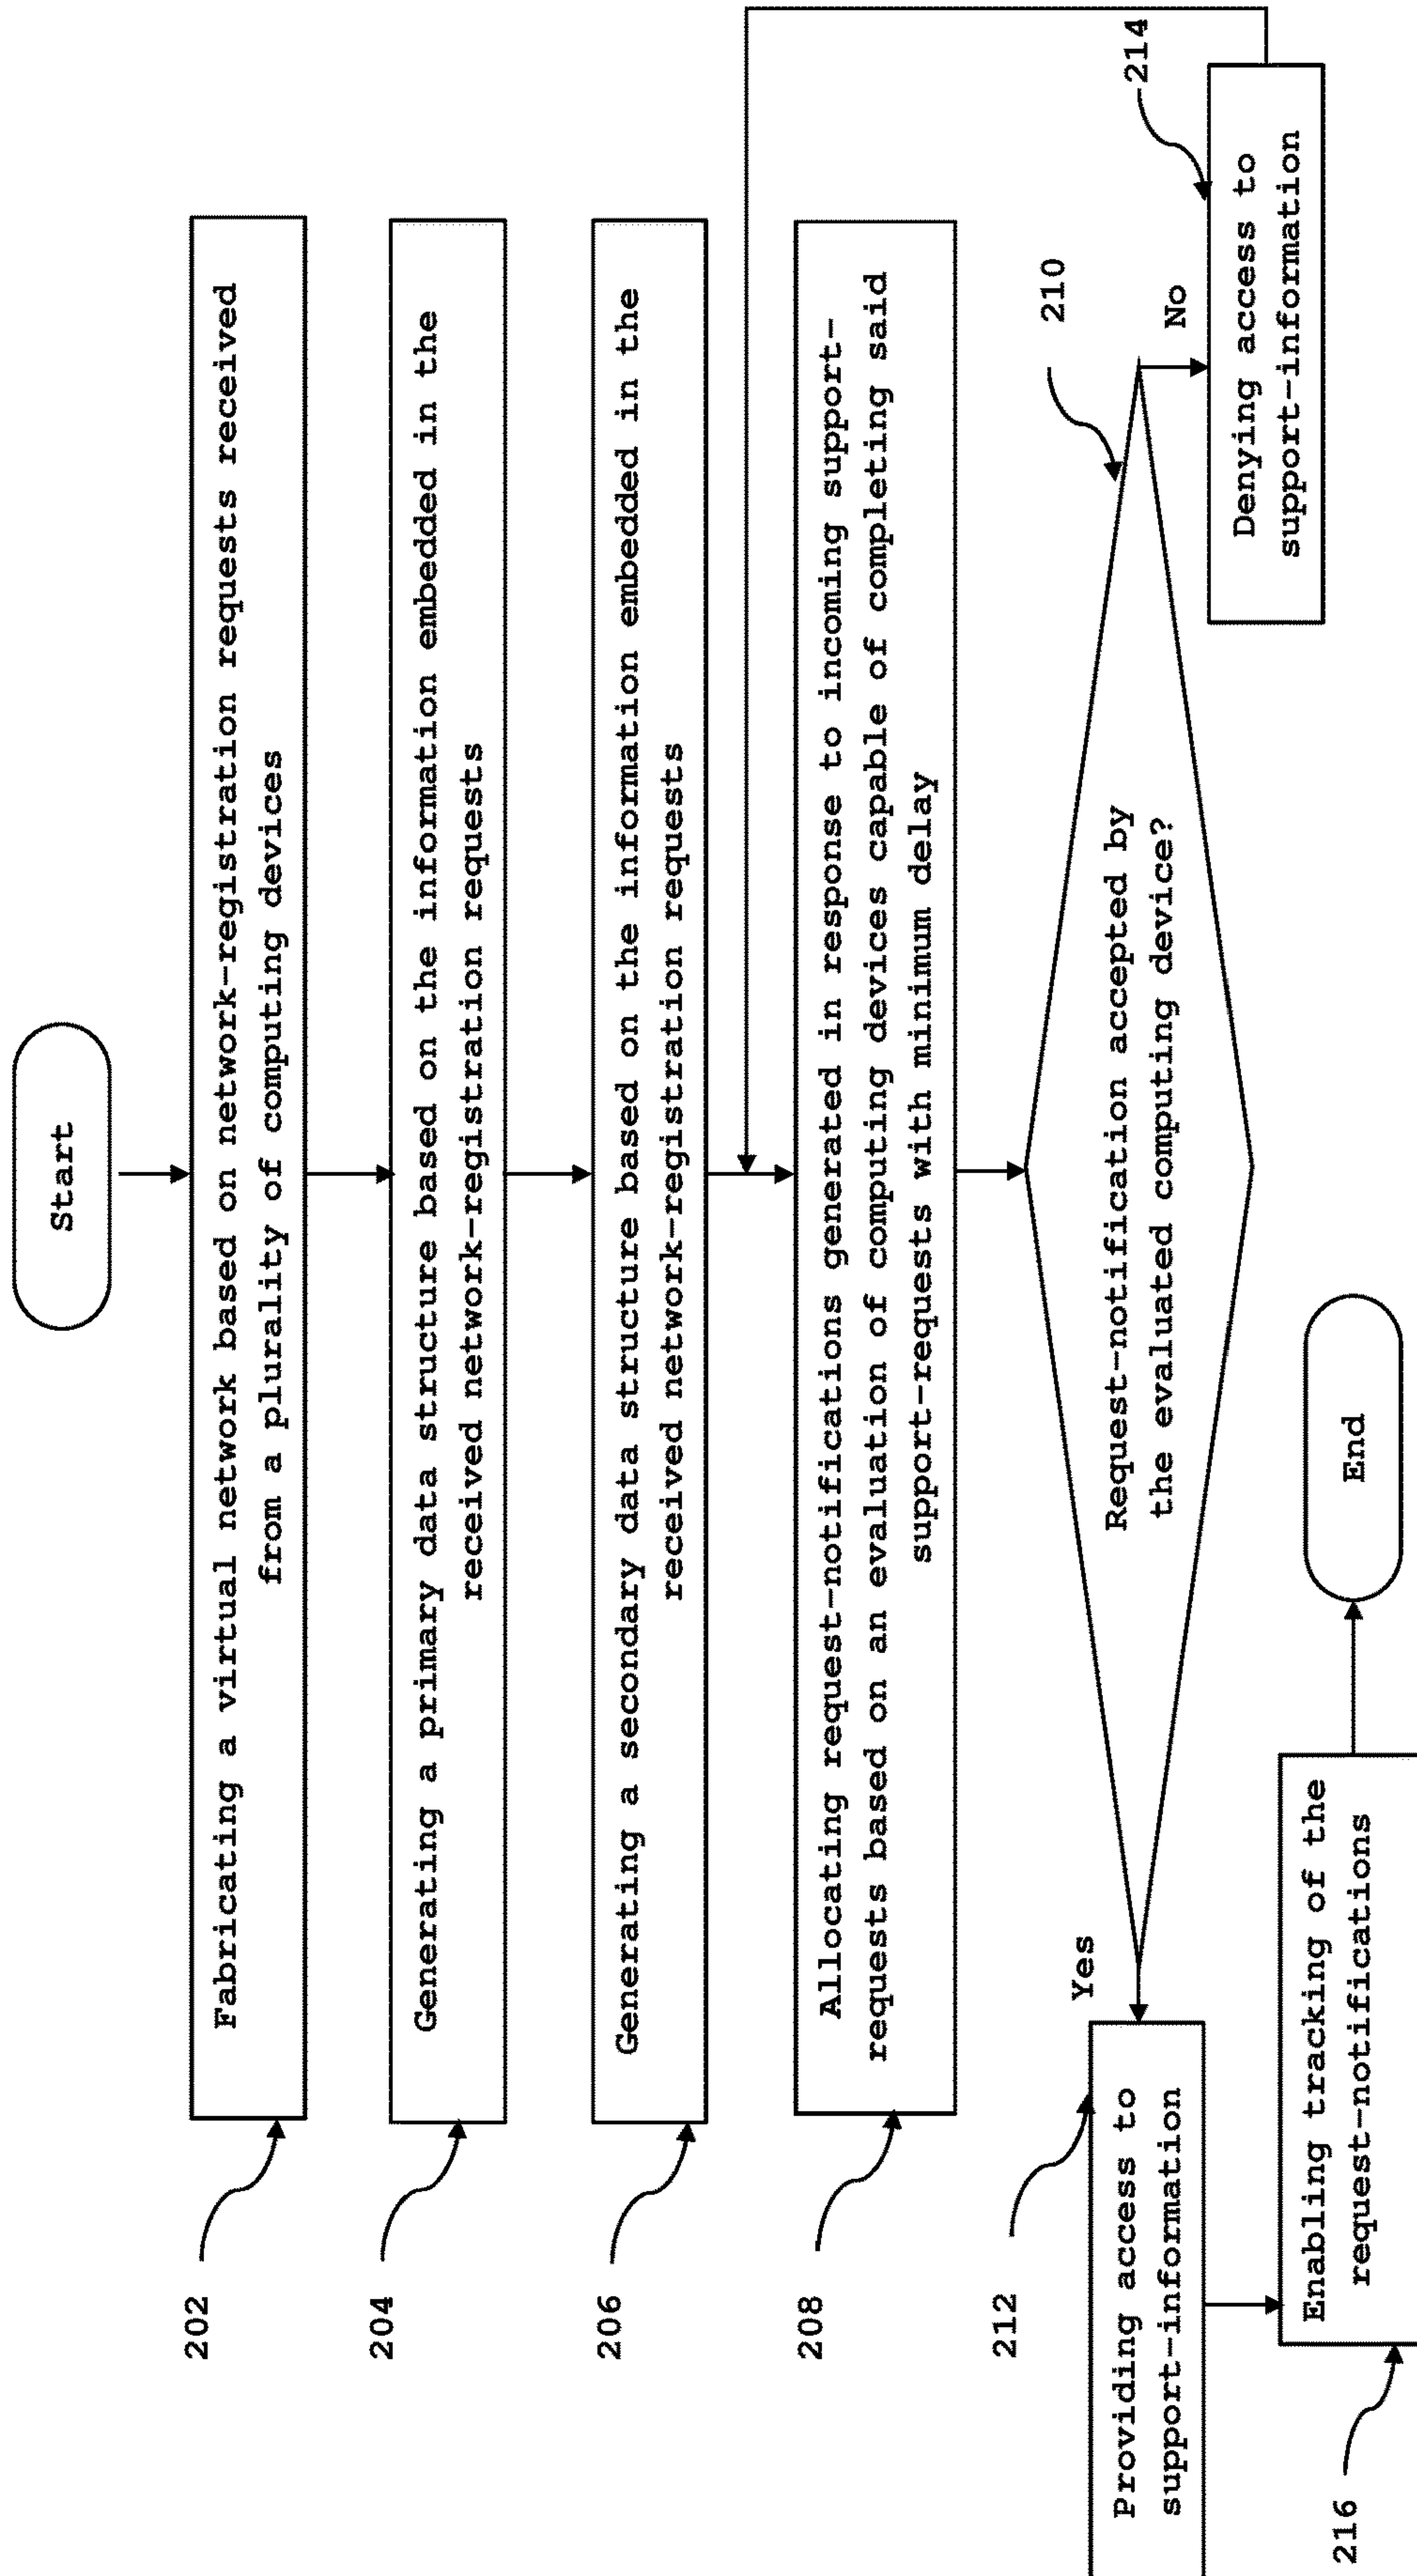 Start
202
Fabricating a virtual network based on network-registration requests received
from a plurality of computing devices
204
Generating a primary data structure based on the information embedded in the
received network-registration requests
206
Generating a secondary data structure based on the information embedded in the
received network-registration requests
208
Allocating request-notifications generated in response to incoming support-
requests based on an evaluation of computing devices capable of completing said
support-requests with minimum delay
210
Request-notification accepted by
the evaluated computing device?
Yes
No
212
Providing access to
support-information
214
Denying access to
support-information
216
Enabling tracking of the
request-notifications
End